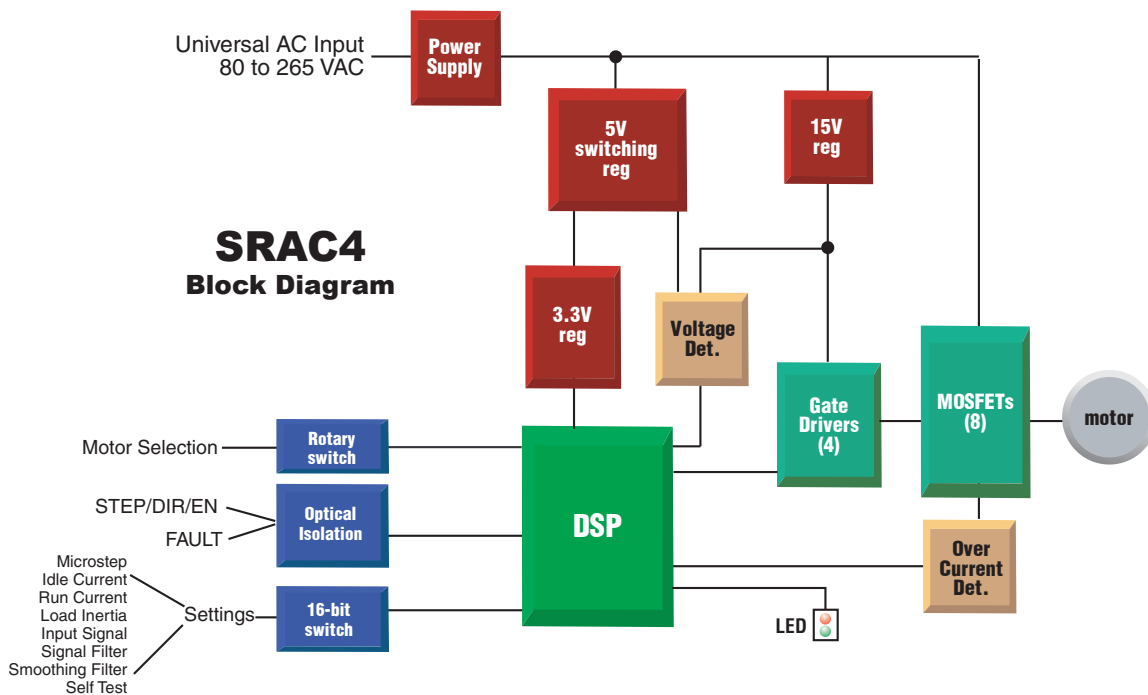 Universal AC Input
80 to 265 VAC
Power
Supply
5V
switching
reg
15V
reg
SRAC4
Block Diagram
3.3V
reg
Voltage
Det.
Gate
Drivers
(4)
MOSFETs
(8)
motor
Motor Selection
Rotary
switch
STEP/DIR/EN
FAULT
Optical
Isolation
DSP
Over
Current
Det.
Microstep
Idle Current
Run Current
Load Inertia
Input Signal
Signal Filter
Smoothing Filter
Self Test
Settings
16-bit
switch
LED